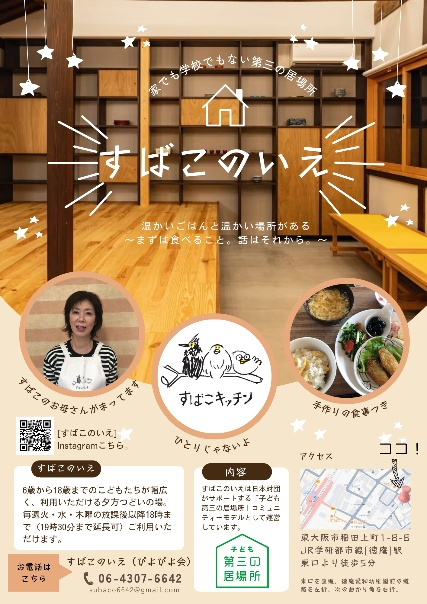 家でも学校でもない第三の居場所
すばこのいえ
温かいごはんと温かい場所がある
〜まずは食べること。話はそれから。〜
すばこのお母さんがまってます
すばこキッチン
ひとりじゃないよ
手作りの食事つき
[すばこのいえ]
Instagramこちら
すばこのいえ
6歳から18歳までのこどもたちが幅広
く、利用いただける夕方つどいの場。
毎週火・水・木曜の放課後以降18時ま
で（19時30分まで延長可）ご利用いた
だけます。
内容
すばこのいえは日本財団
がサポートする「子ども
第三の居場所」コミュニ
ティーモデルとして運営
しています。
子ども
第三の
居場所
アクセス
ココ！
東大阪市稲田上町1-8-6
JR学研都市線[徳庵]駅
東口より徒歩5分
お電話は
こちら
すばこのいえ（ぴよぴよ会）
06-4307-6642
subaco6642@gmail.com